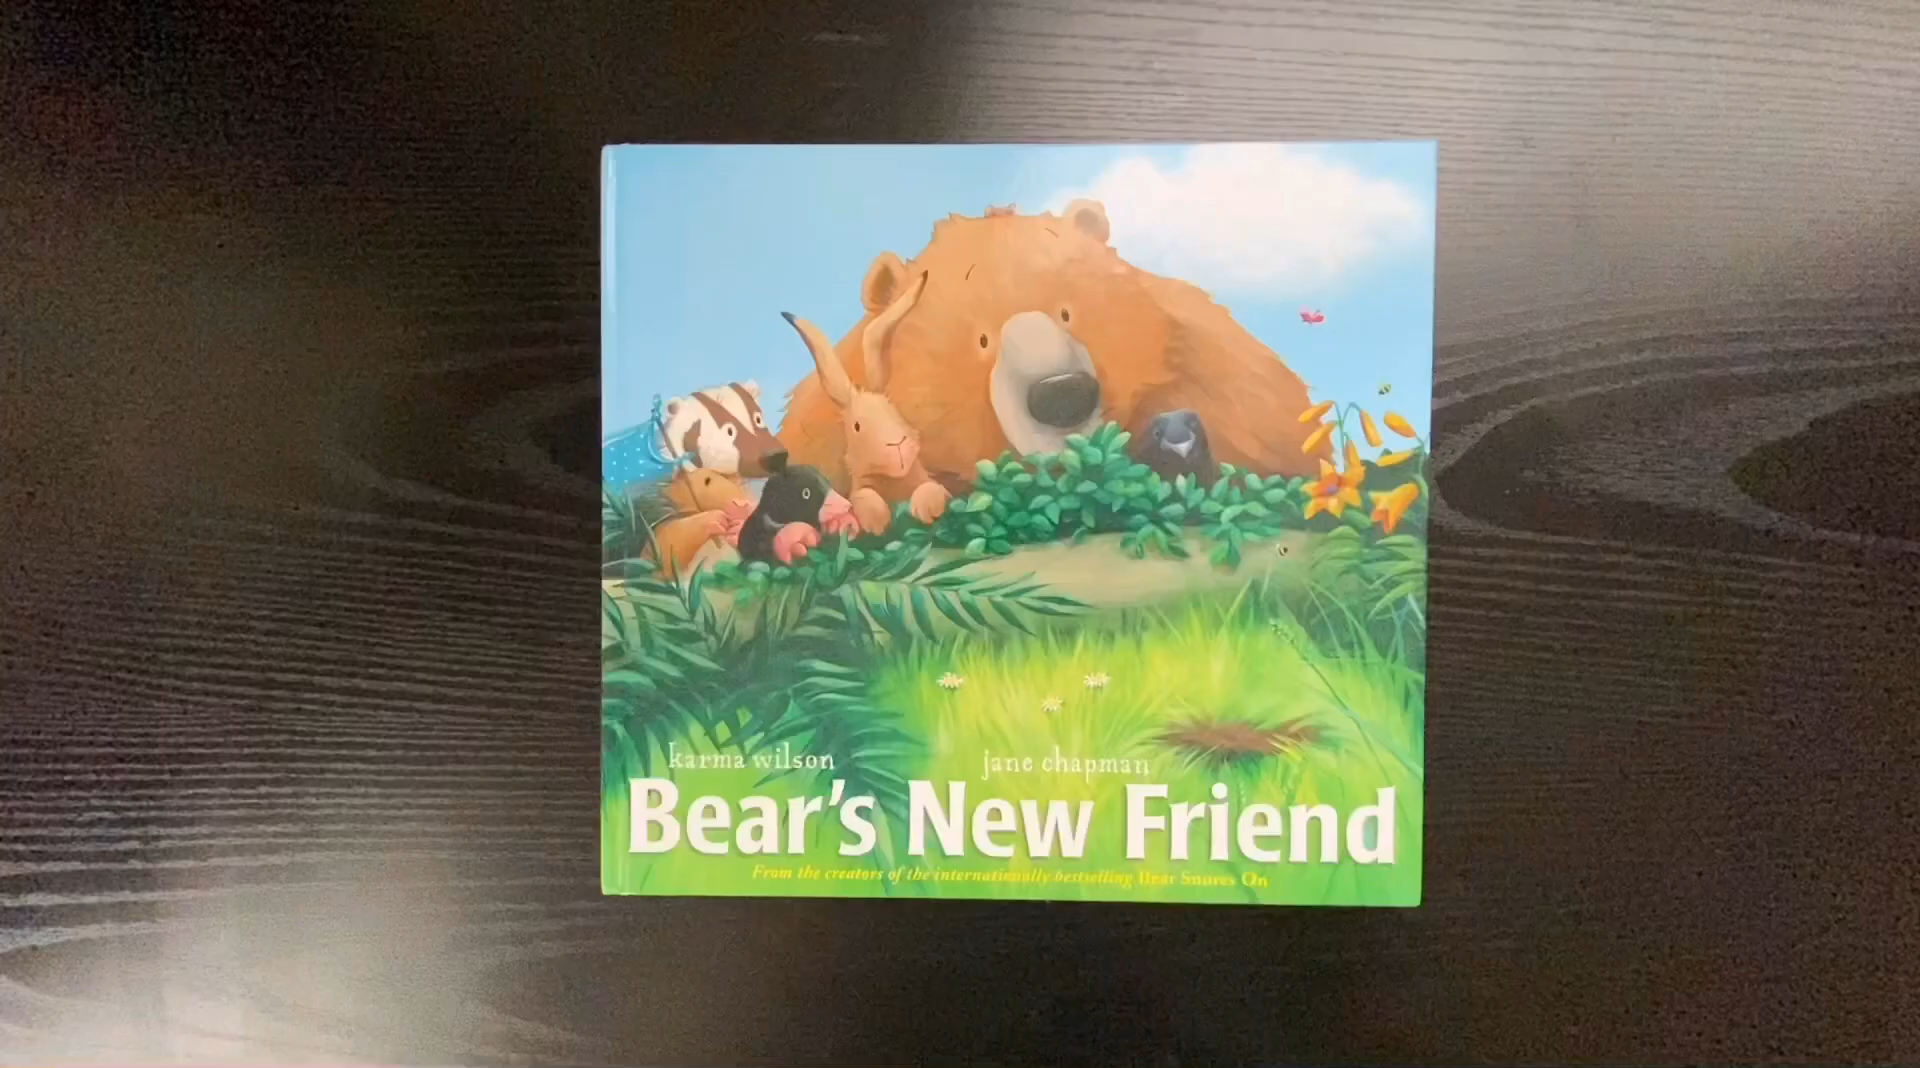 karma wilson jane chapman
Bear's New Friend
From the creators of the internationally bestselling Bear Snores On